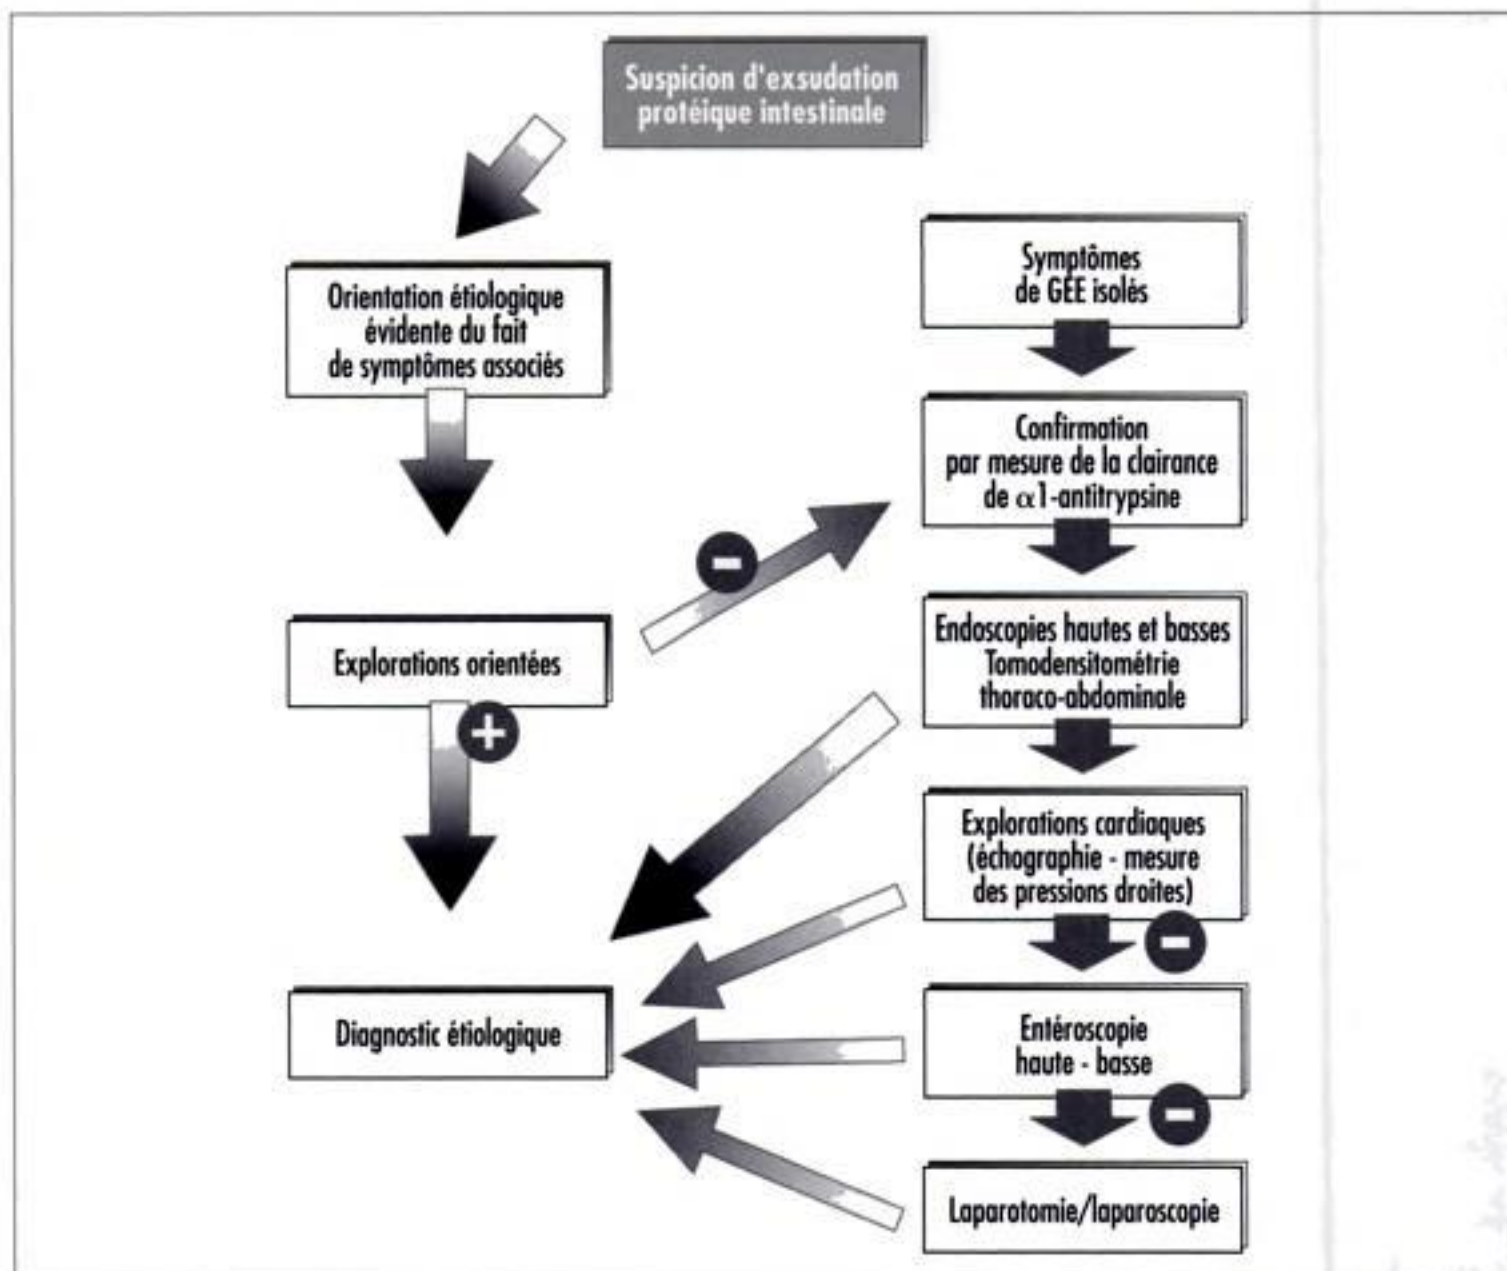 Suspicion d'exsudation
protéique intestinale
Orientation étiologique
évidente du fait
de symptômes associés
Explorations orientées
+
Diagnostic étiologique
-
Symptômes
de GEE isolés
Confirmation
par mesure de la clairance
de α1-antitrypsine
Endoscopies hautes et basses
Tomodensitométrie
thoraco-abdominale
Explorations cardiaques
(échographie - mesure
des pressions droites)
-
Entéroscopie
haute - basse
-
Laparotomie/laparoscopie